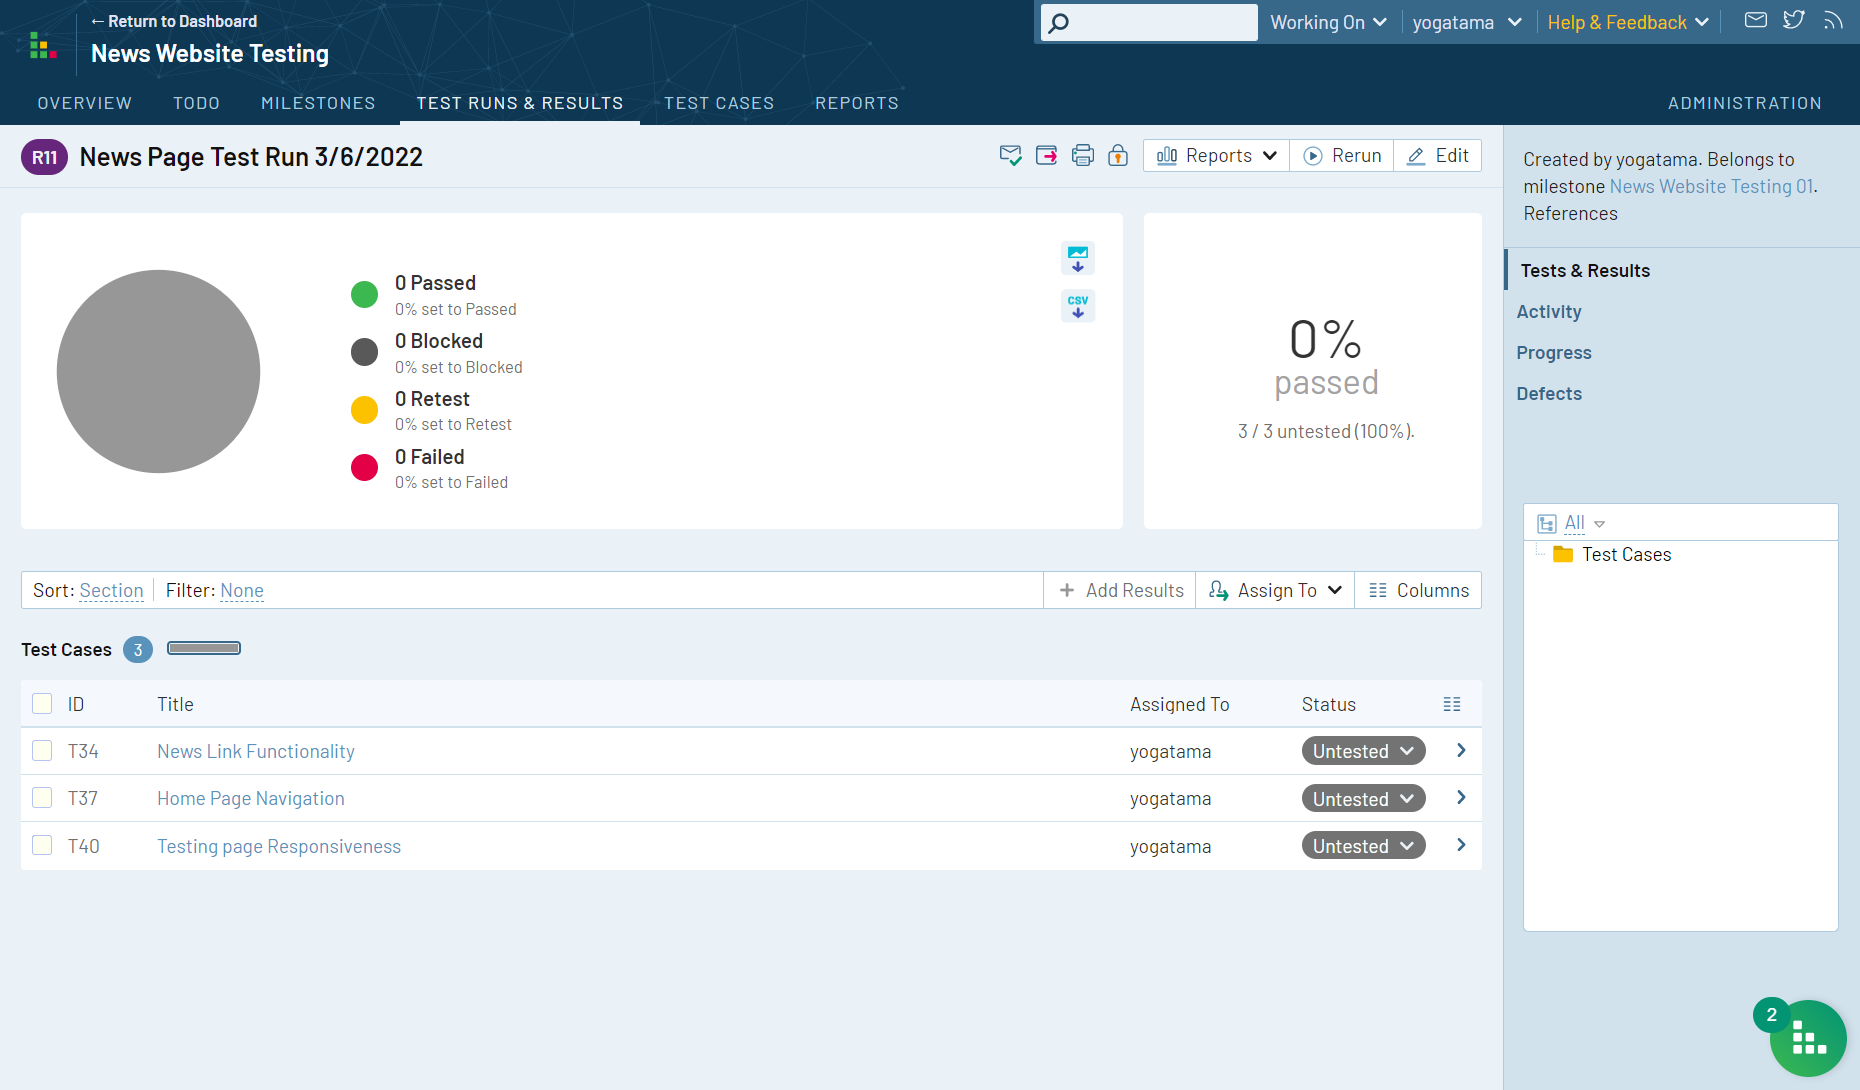 ← Return to Dashboard
News Website Testing
Working On
yogatama
Help & Feedback
OVERVIEW
TODO
MILESTONES
TEST RUNS & RESULTS
TEST CASES
REPORTS
ADMINISTRATION
R11
News Page Test Run 3/6/2022
Reports
Rerun
Edit
0 Passed
0% set to Passed
0 Blocked
0% set to Blocked
0 Retest
0% set to Retest
0 Failed
0% set to Failed
CSV
0%
passed
3 / 3 untested (100%).
Sort: Section
Filter: None
Add Results
Assign To
Columns
Test Cases 3
ID Title Assigned To Status
T34 News Link Functionality yogatama Untested
T37 Home Page Navigation yogatama Untested
T40 Testing page Responsiveness yogatama Untested
Created by yogatama. Belongs to
milestone News Website Testing 01.
References
Tests & Results
Activity
Progress
Defects
All
Test Cases
2